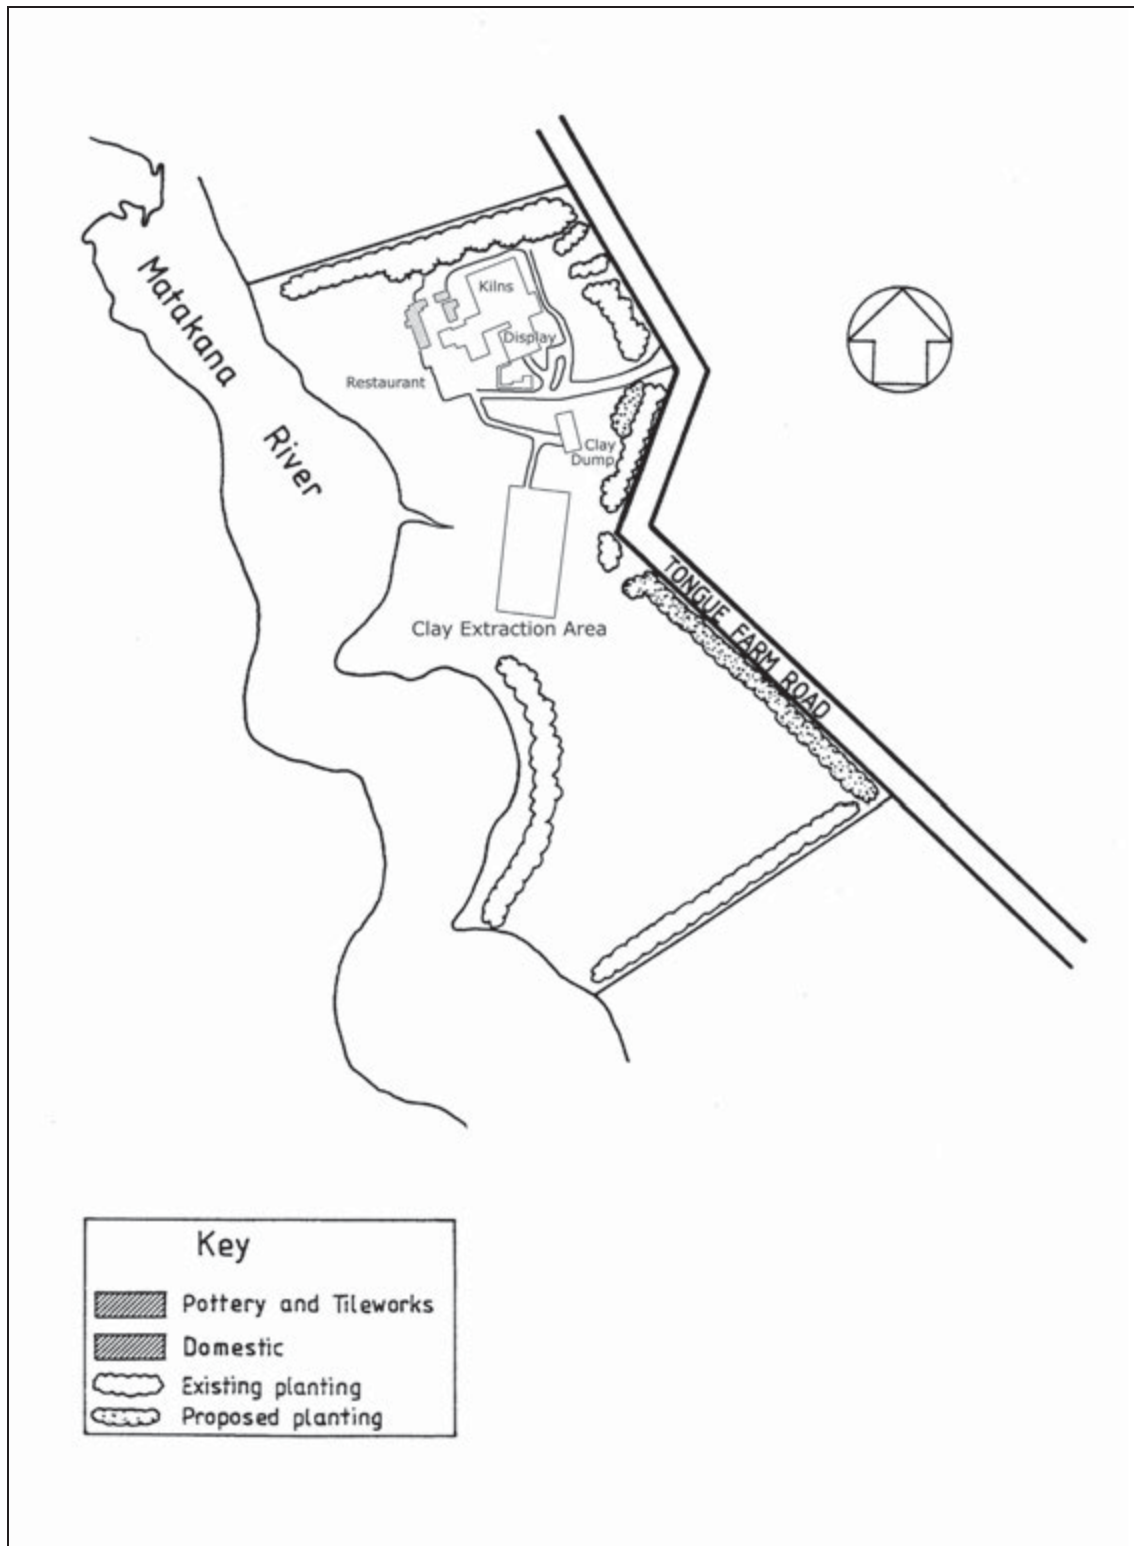 Matakana
River
Kilns
Display
Restaurant
Clay
Dump
Clay Extraction Area
TONGUE FARM ROAD
Key
Pottery and Tileworks
Domestic
Existing planting
Proposed planting